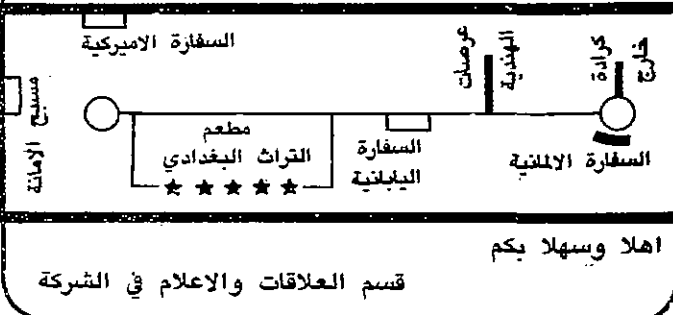 السفارة الاميركية
عرصات الهندية
كرادة خارج
مسبح الامانة
مطعم
التراث البغدادي
★ ★ ★ ★ ★
السفارة
اليابانية
السفارة الالمانية
اهلا وسهلا بكم
قسم العلاقات والاعلام في الشركة